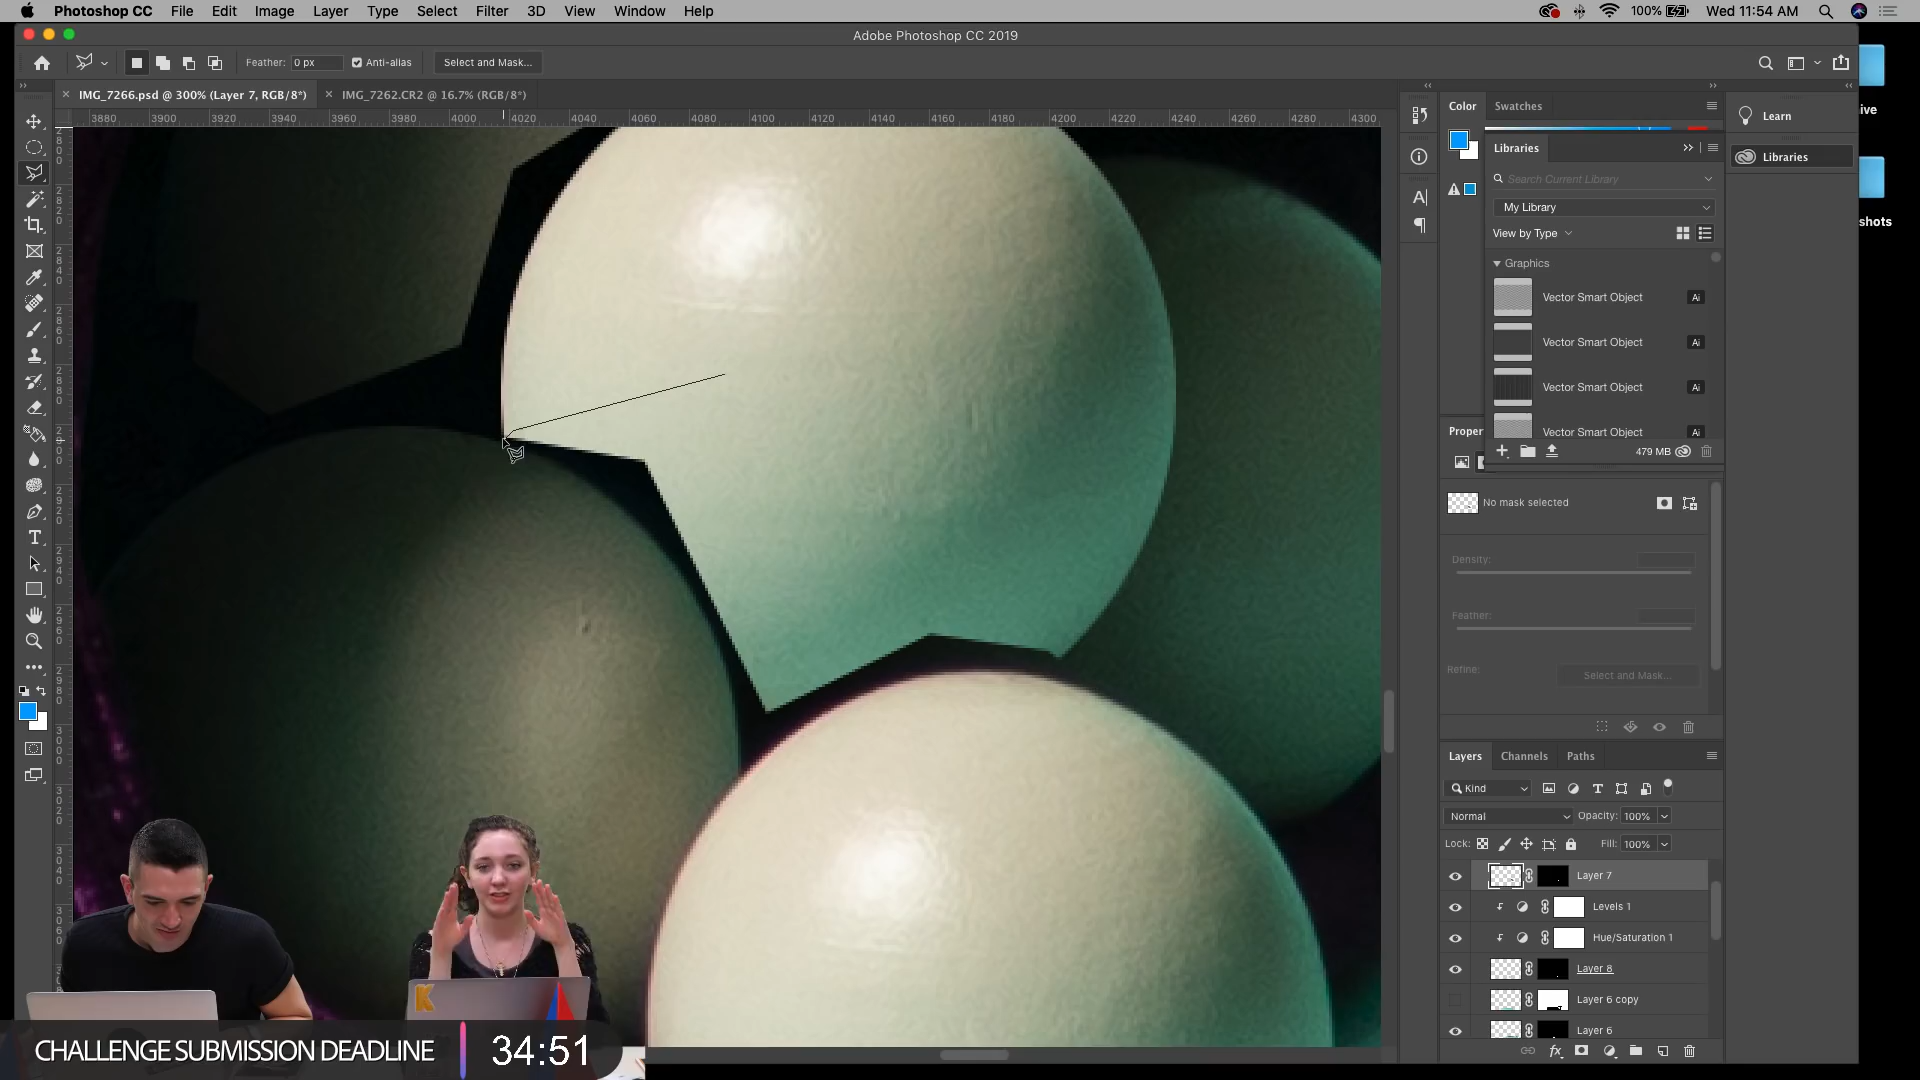 Photoshop CC File Edit Image Layer Type Select Filter 3D View Window Help 100% Wed 11:54 AM
Adobe Photoshop CC 2019
Feather: 0 px Anti-alias Select and Mask...
IMG_7266.psd @ 300% (Layer 7, RGB/8*) IMG_7262.CR2 @ 16.7% (RGB/8*)
3880 3900 3920 3940 3960 3980 4000 4020 4040 4060 4080 4100 4120 4140 4160 4180 4200 4220 4240 4260 4280 4300
Color Swatches
Learn
ive
Libraries
Libraries
Search Current Library
My Library
View by Type
shots
Graphics
Vector Smart Object Ai
Vector Smart Object Ai
Vector Smart Object Ai
Vector Smart Object Ai
Proper
479 MB
No mask selected
Density:
Feather:
Refine: Select and Mask...
Layers Channels Paths
Kind
Normal Opacity: 100%
Lock: Fill: 100%
Layer 7
Levels 1
Hue/Saturation 1
Layer 8
Layer 6 copy
Layer 6
K
CHALLENGE SUBMISSION DEADLINE 34:51